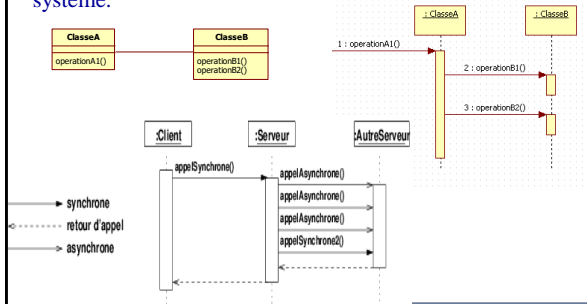 système.
ClasseA
operationA1()
ClasseB
operationB1()
operationB2()
: ClasseA
: ClasseB
1 : operationA1()
2 : operationB1()
3 : operationB2()
:Client
:Serveur
:AutreServeur
appelSynchrone()
appelAsynchrone()
appelAsynchrone()
appelAsynchrone()
appelSynchrone2()
synchrone
retour d'appel
asynchrone